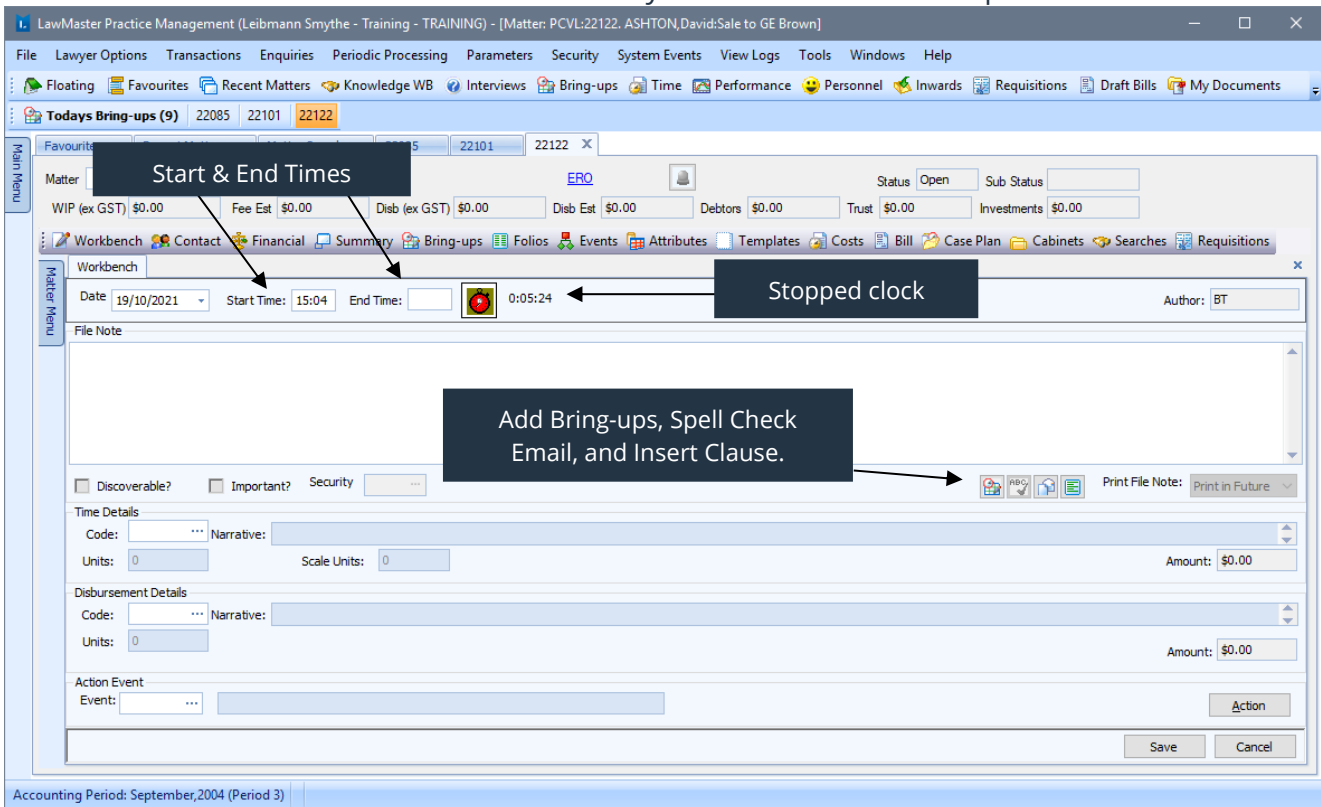 LawMaster Practice Management (Leibmann Smythe - Training - TRAINING) - [Matter: PCVL:22122. ASHTON,David:Sale to GE Brown]
File Lawyer Options Transactions Enquiries Periodic Processing Parameters Security System Events View Logs Tools Windows Help
Floating Favourites Recent Matters Knowledge WB Interviews Bring-ups Time Performance Personnel Inwards Requisitions Draft Bills My Documents
Todays Bring-ups (9) 22085 22101 22122
Main Menu
22101 22122 X
Start & End Times
Matter ERO Status Open Sub Status
WIP (ex GST) $0.00 Fee Est $0.00 Disb (ex GST) $0.00 Disb Est $0.00 Debtors $0.00 Trust $0.00 Investments $0.00
Workbench Contact Financial Summary Bring-ups Folios Events Attributes Templates Costs Bill Case Plan Cabinets Searches Requisitions
Matter Menu
Workbench
Stopped clock
Date 19/10/2021 Start Time: 15:04 End Time: 0:05:24 Author: BT
File Note
Add Bring-ups, Spell Check
Email, and Insert Clause.
Discoverable? Important? Security ... ABC Print File Note: Print in Future
Time Details
Code: ... Narrative:
Units: 0 Scale Units: 0 Amount: $0.00
Disbursement Details
Code: ... Narrative:
Units: 0
Amount: $0.00
Action Event
Event: ... Action
Save Cancel
Accounting Period: September,2004 (Period 3)